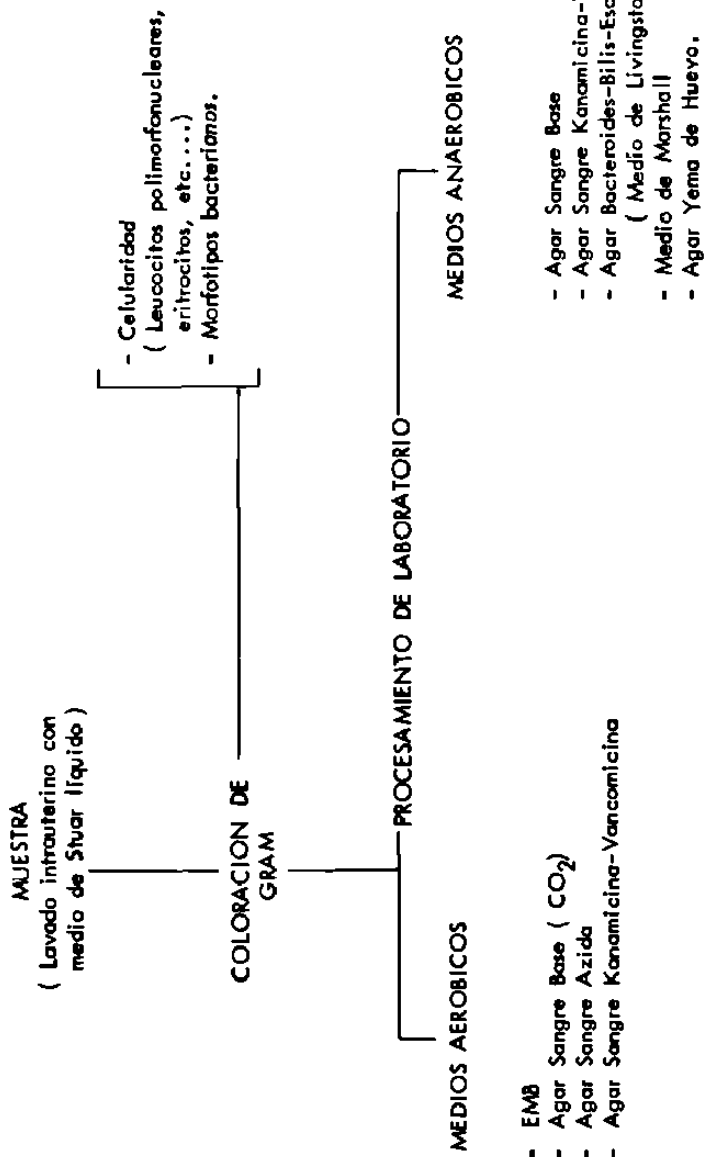 MUESTRA
( Lavado intrauterino con
medio de Stuar líquido )
COLORACION DE
GRAM
- Celularidad
( Leucocitos polimorfonucleares,
eritrocitos, etc....)
- Morfotipos bacterianos.
PROCESAMIENTO DE LABORATORIO
MEDIOS AEROBICOS
- EMB
- Agar Sangre Base ( CO2)
- Agar Sangre Azida
- Agar Sangre Kanamicina-Vancomicina
MEDIOS ANAEROBICOS
- Agar Sangre Base
- Agar Sangre Kanamicina-
- Agar Bacteroides-Bilis-
( Medio de
- Medio de Marshall
- Agar Yema de Huevo.